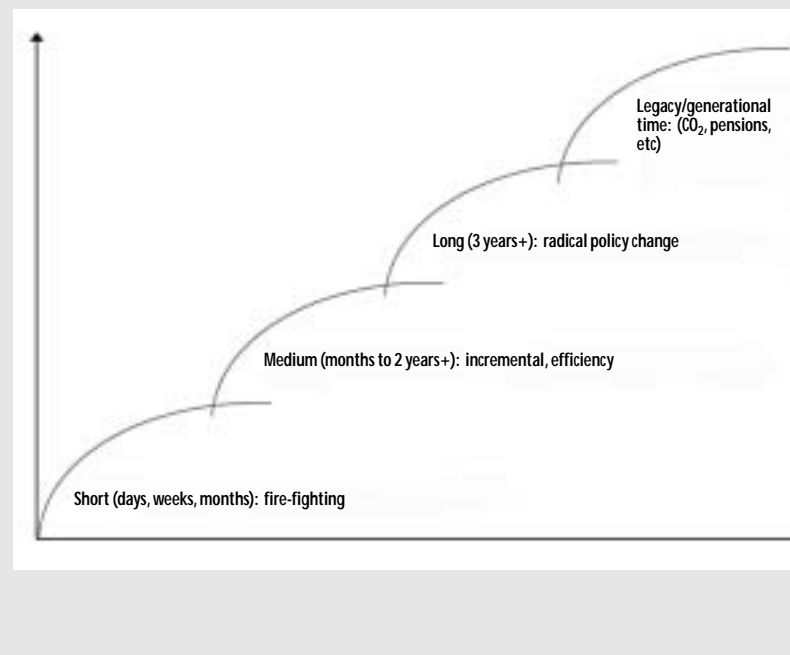 Legacy/generational
time: (CO₂, pensions,
etc)
Long (3 years+): radical policy change
Medium (months to 2 years+): incremental, efficiency
Short (days, weeks, months): fire-fighting